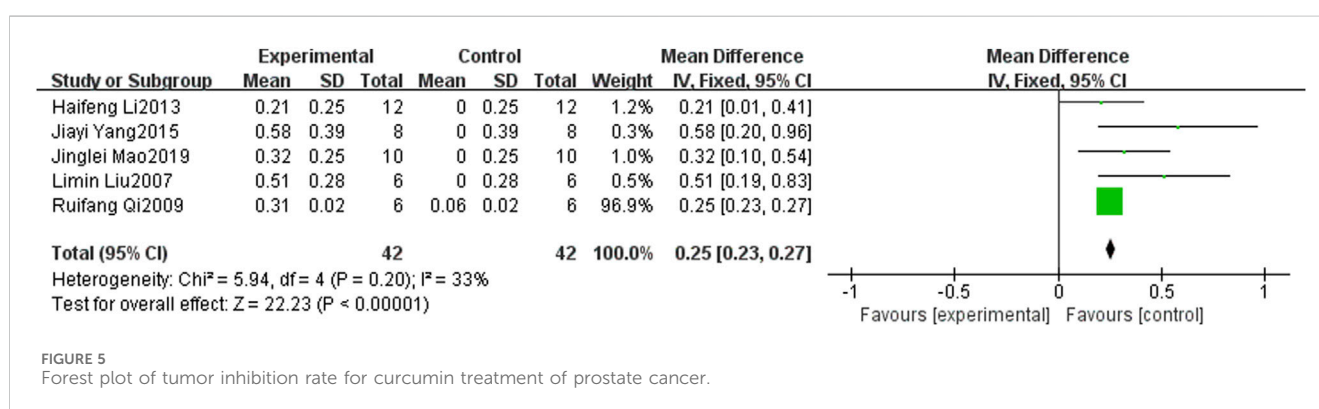 Experimental Control Mean Difference Mean Difference
Study or Subgroup Mean SD Total Mean SD Total Weight IV, Fixed, 95% CI IV, Fixed, 95% CI
Haifeng Li2013 0.21 0.25 12 0 0.25 12 1.2% 0.21 [0.01, 0.41]
Jiayi Yang2015 0.58 0.39 8 0 0.39 8 0.3% 0.58 [0.20, 0.96]
Jinglei Mao2019 0.32 0.25 10 0 0.25 10 1.0% 0.32 [0.10, 0.54]
Limin Liu2007 0.51 0.28 6 0 0.28 6 0.5% 0.51 [0.19, 0.83]
Ruifang Qi2009 0.31 0.02 6 0.06 0.02 6 96.9% 0.25 [0.23, 0.27]
Total (95% CI) 42 42 100.0% 0.25 [0.23, 0.27]
Heterogeneity: Chi² = 5.94, df = 4 (P = 0.20); I² = 33%
Test for overall effect: Z = 22.23 (P < 0.00001)
-1 -0.5 0 0.5 1
Favours [experimental] Favours [control]
FIGURE 5
Forest plot of tumor inhibition rate for curcumin treatment of prostate cancer.